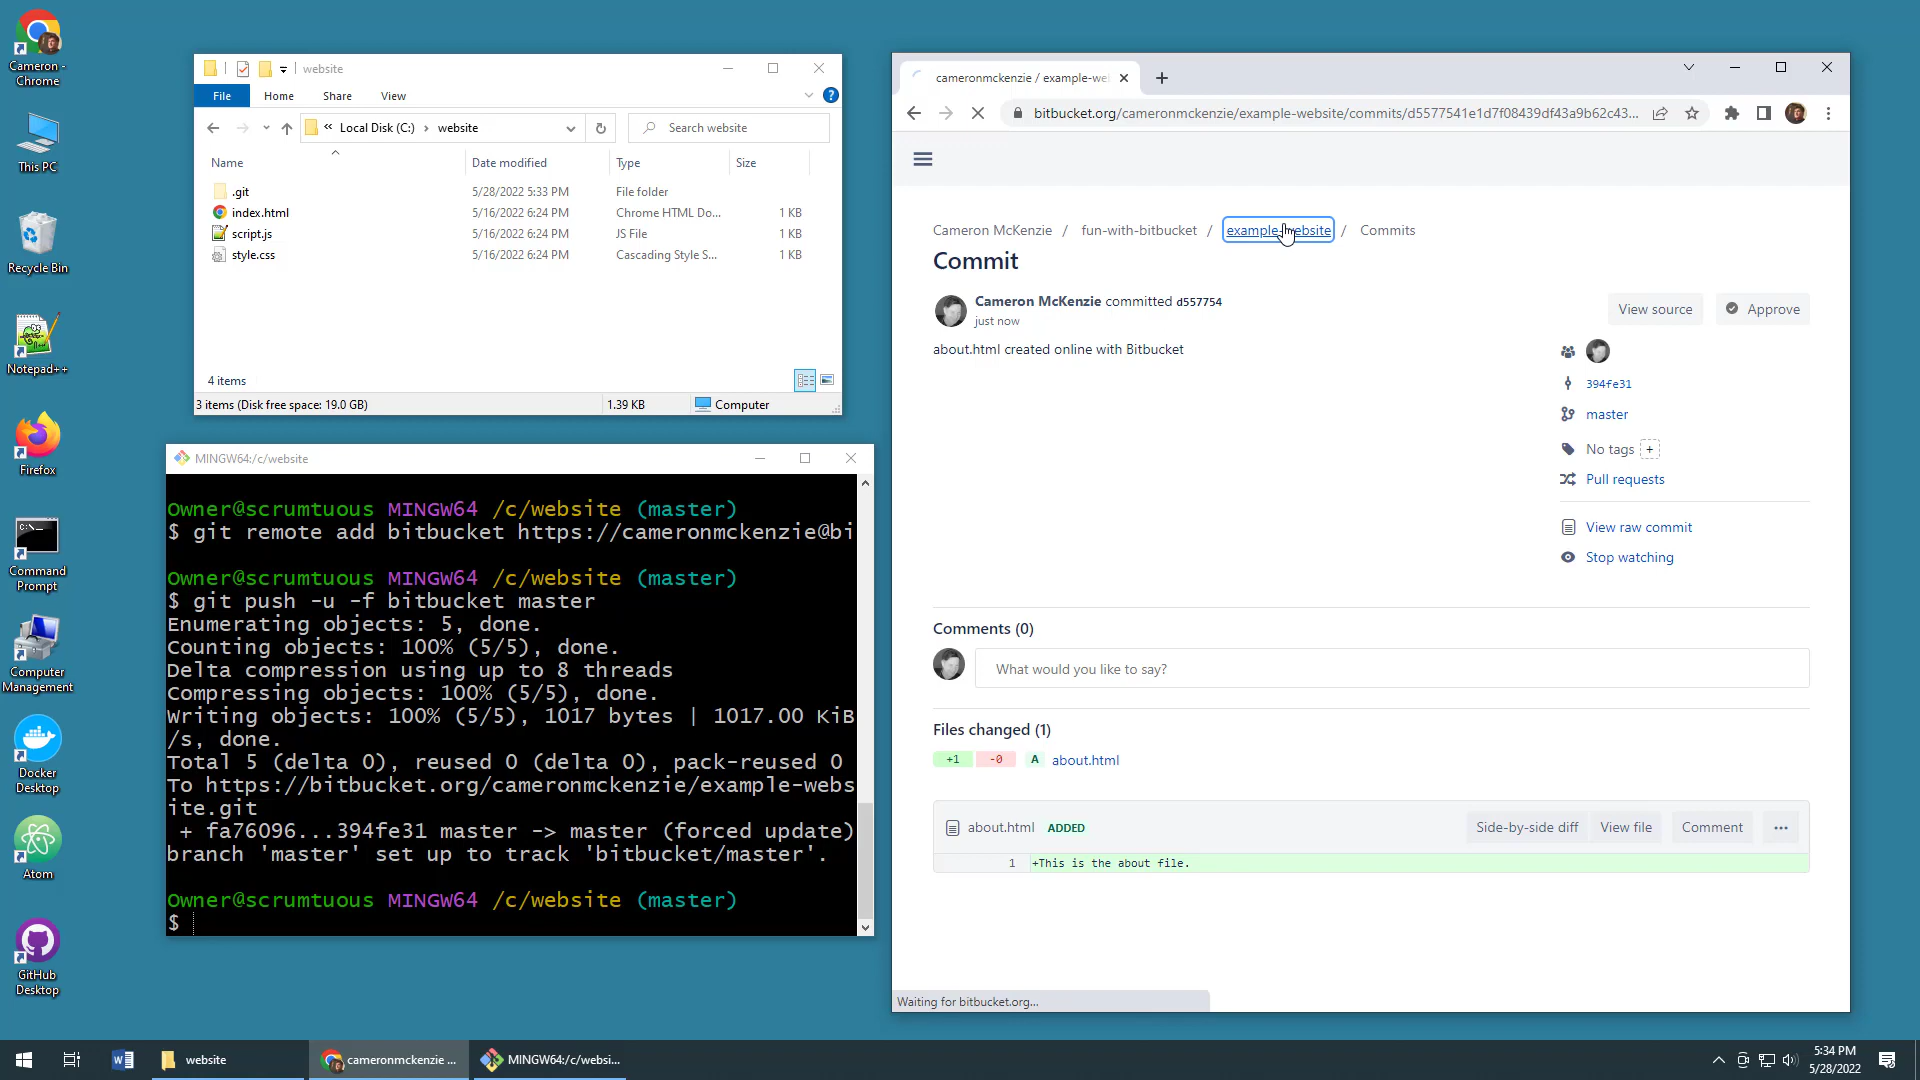 Cameron - Chrome
This PC
Recycle Bin
Notepad++
Firefox
Command Prompt
Computer Management
Docker Desktop
Atom
GitHub Desktop
website
File
Home
Share
View
Local Disk (C:)
website
Search website
Name
Date modified
Type
Size
.git 5/28/2022 5:33 PM File folder
index.html 5/16/2022 6:24 PM Chrome HTML Do... 1 KB
script.js 5/16/2022 6:24 PM JS File 1 KB
style.css 5/16/2022 6:24 PM Cascading Style S... 1 KB
4 items
3 items (Disk free space: 19.0 GB) 1.39 KB Computer
MINGW64:/c/website
Owner@scrumtuous MINGW64 /c/website (master)
$ git remote add bitbucket https://cameronmckenzie@bi
Owner@scrumtuous MINGW64 /c/website (master)
$ git push -u -f bitbucket master
Enumerating objects: 5, done.
Counting objects: 100% (5/5), done.
Delta compression using up to 8 threads
Compressing objects: 100% (5/5), done.
Writing objects: 100% (5/5), 1017 bytes | 1017.00 KiB
/s, done.
Total 5 (delta 0), reused 0 (delta 0), pack-reused 0
To https://bitbucket.org/cameronmckenzie/example-webs
ite.git
 + fa76096...394fe31 master -> master (forced update)
branch 'master' set up to track 'bitbucket/master'.
Owner@scrumtuous MINGW64 /c/website (master)
$
cameronmckenzie / example-we
bitbucket.org/cameronmckenzie/example-website/commits/d5577541e1d7f08439df43a9b62c43...
Cameron McKenzie / fun-with-bitbucket / example-website / Commits
Commit
Cameron McKenzie committed d557754
just now
View source
Approve
about.html created online with Bitbucket
394fe31
master
No tags +
Pull requests
View raw commit
Stop watching
Comments (0)
What would you like to say?
Files changed (1)
+1 -0 A about.html
about.html ADDED
Side-by-side diff
View file
Comment
1 +This is the about file.
Waiting for bitbucket.org...
website
cameronmckenzie ...
MINGW64:/c/websi...
5:34 PM
5/28/2022